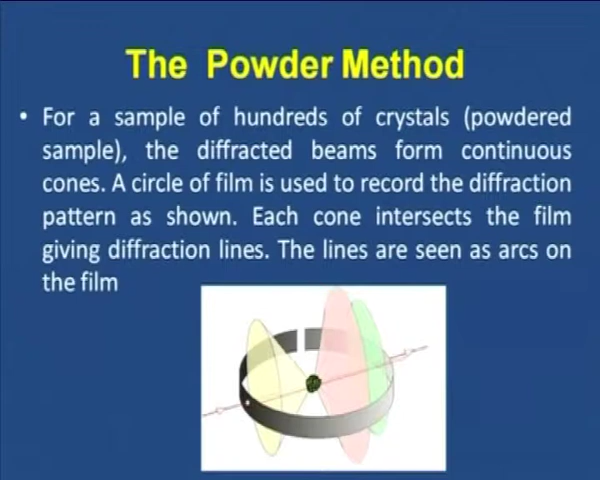 The Powder Method
• For a sample of hundreds of crystals (powdered
sample), the diffracted beams form continuous
cones. A circle of film is used to record the diffraction
pattern as shown. Each cone intersects the film
giving diffraction lines. The lines are seen as arcs on
the film